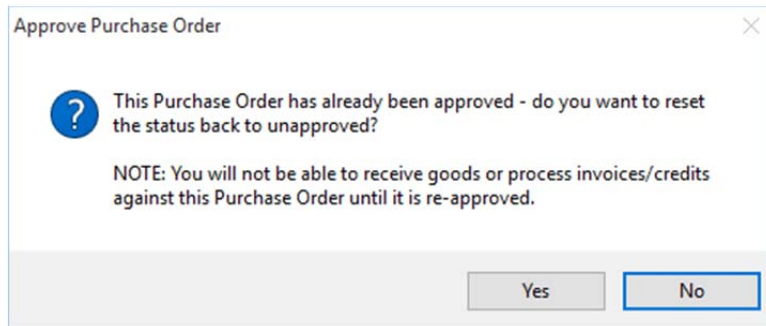 Approve Purchase Order
This Purchase Order has already been approved - do you want to reset
the status back to unapproved?
NOTE: You will not be able to receive goods or process invoices/credits
against this Purchase Order until it is re-approved.
Yes No